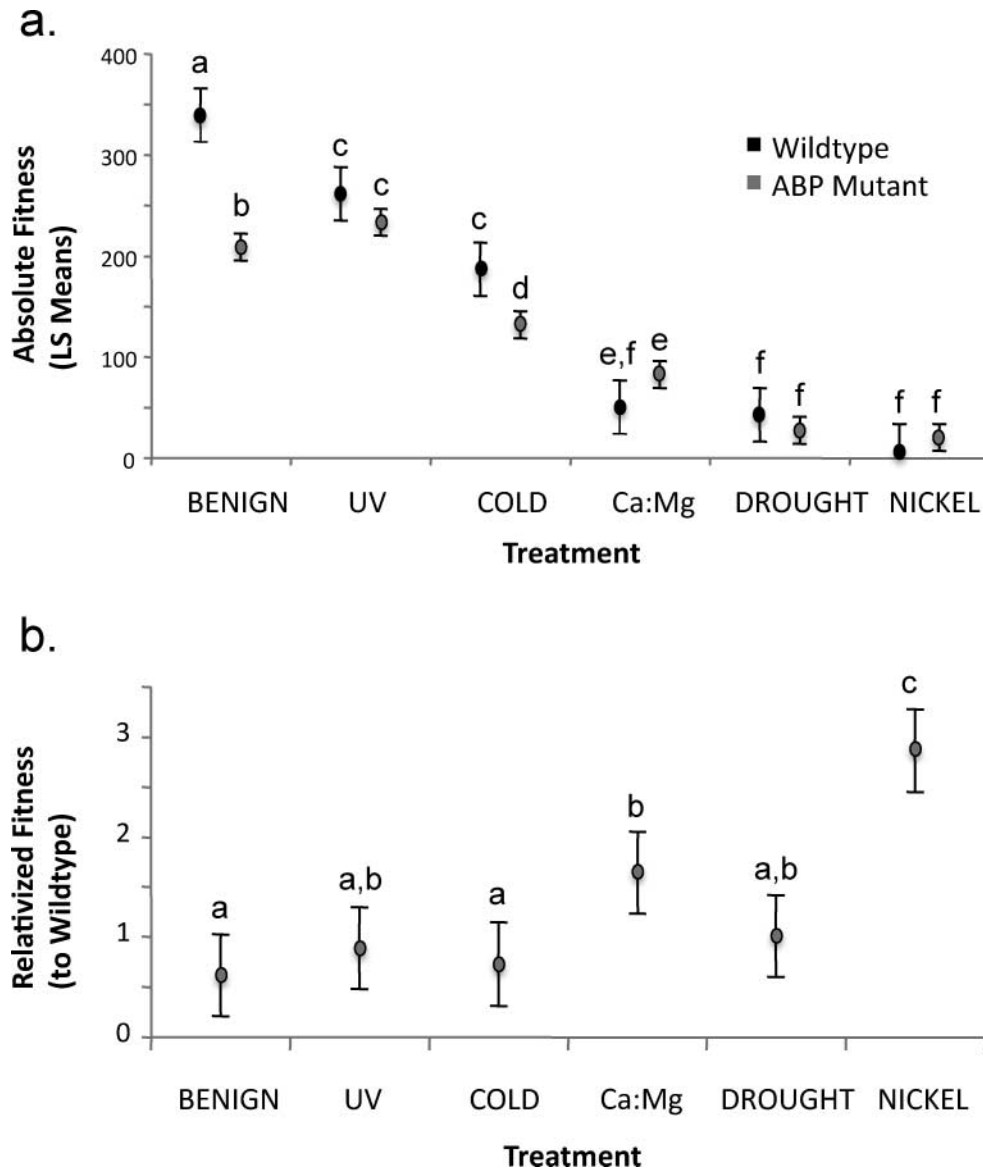 a.
400
300
200
100
0
Absolute Fitness
(LS Means)
a
b
c
c
c
d
e,f
e
f
f
f
f
Wildtype
ABP Mutant
BENIGN UV COLD Ca:Mg DROUGHT NICKEL
Treatment
b.
3
2
1
0
Relativized Fitness
(to Wildtype)
a
a,b
a
b
a,b
c
BENIGN UV COLD Ca:Mg DROUGHT NICKEL
Treatment